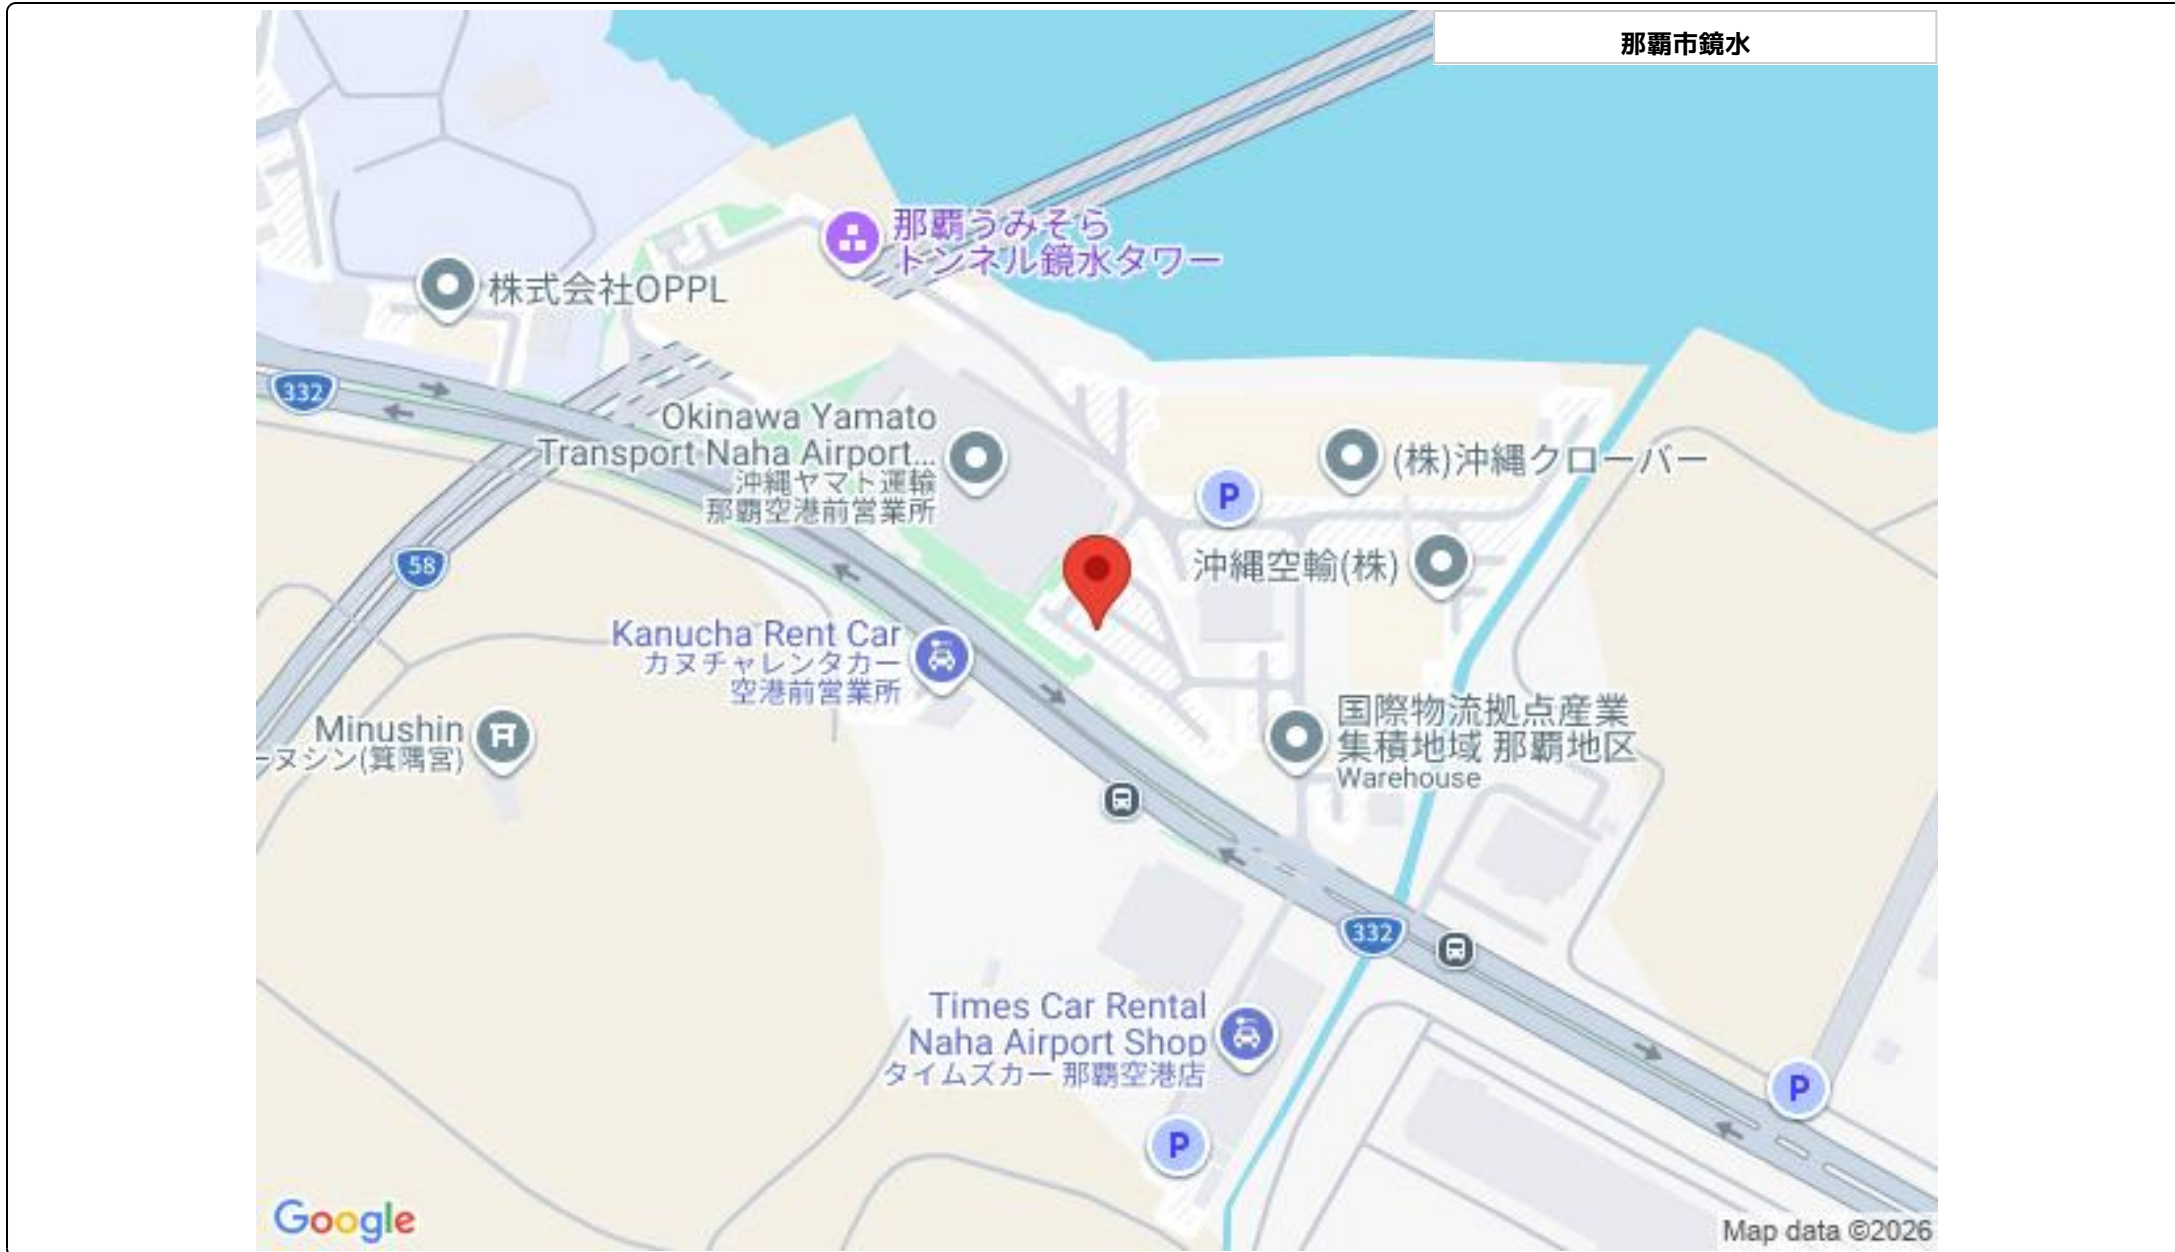 那覇市鏡水
那覇うみそら
トンネル鏡水タワー
株式会社OPPL
332
Okinawa Yamato
Transport Naha Airport...
沖縄ヤマト運輸
那覇空港前営業所
(株)沖縄クローバー
P
58
沖縄空輸(株)
Kanucha Rent Car
カヌチャレンタカー
空港前営業所
Minushin
ーヌシン(箕隅宮)
国際物流拠点産業
集積地域 那覇地区
Warehouse
332
Times Car Rental
Naha Airport Shop
タイムズカー 那覇空港店
P
P
Google
Map data ©2026